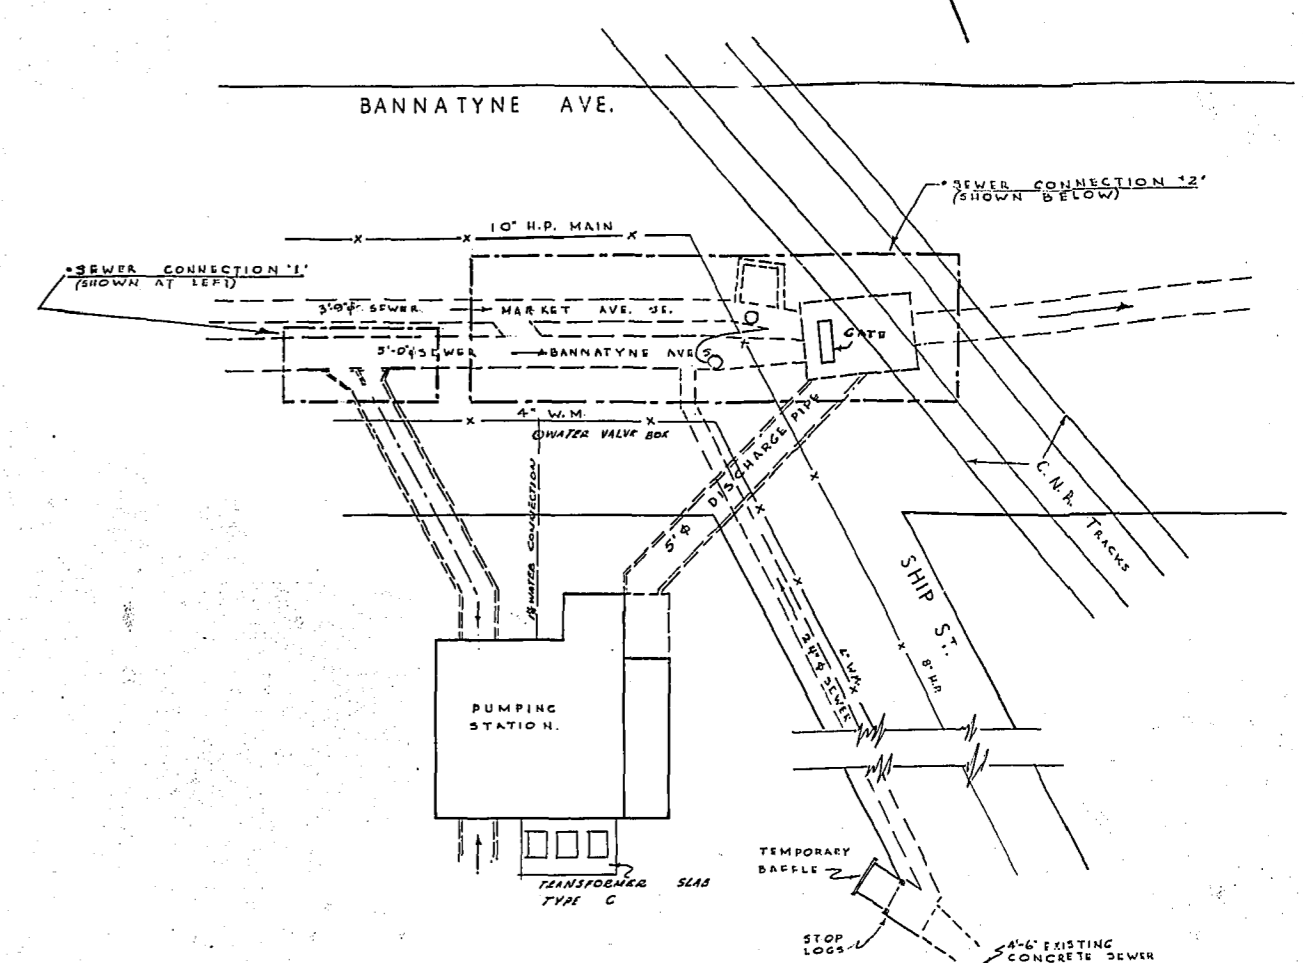 BANNATYNE AVE.
"SEWER CONNECTION "2"
(SHOWN BELOW)
10" H.P. MAIN
"SEWER CONNECTION "1"
(SHOWN AT LEFT)
3'-9"φ SEWER
MARKET AVE. SE.
GATE
5'-0"φ SEWER
BANNATYNE AVE S
4" W.M.
WATER VALVE BOX
5'φ DISCHARGE PIPE
C.N.R. TRACKS
WATER CONNECTION
SHIP ST.
24"φ SEWER
W.M.
8" H.P.
PUMPING
STATION.
TEMPORARY
BAFFLE
TRANSFORMER SLAB
TYPE C
STOP
LOGS
4'-6" EXISTING
CONCRETE SEWER